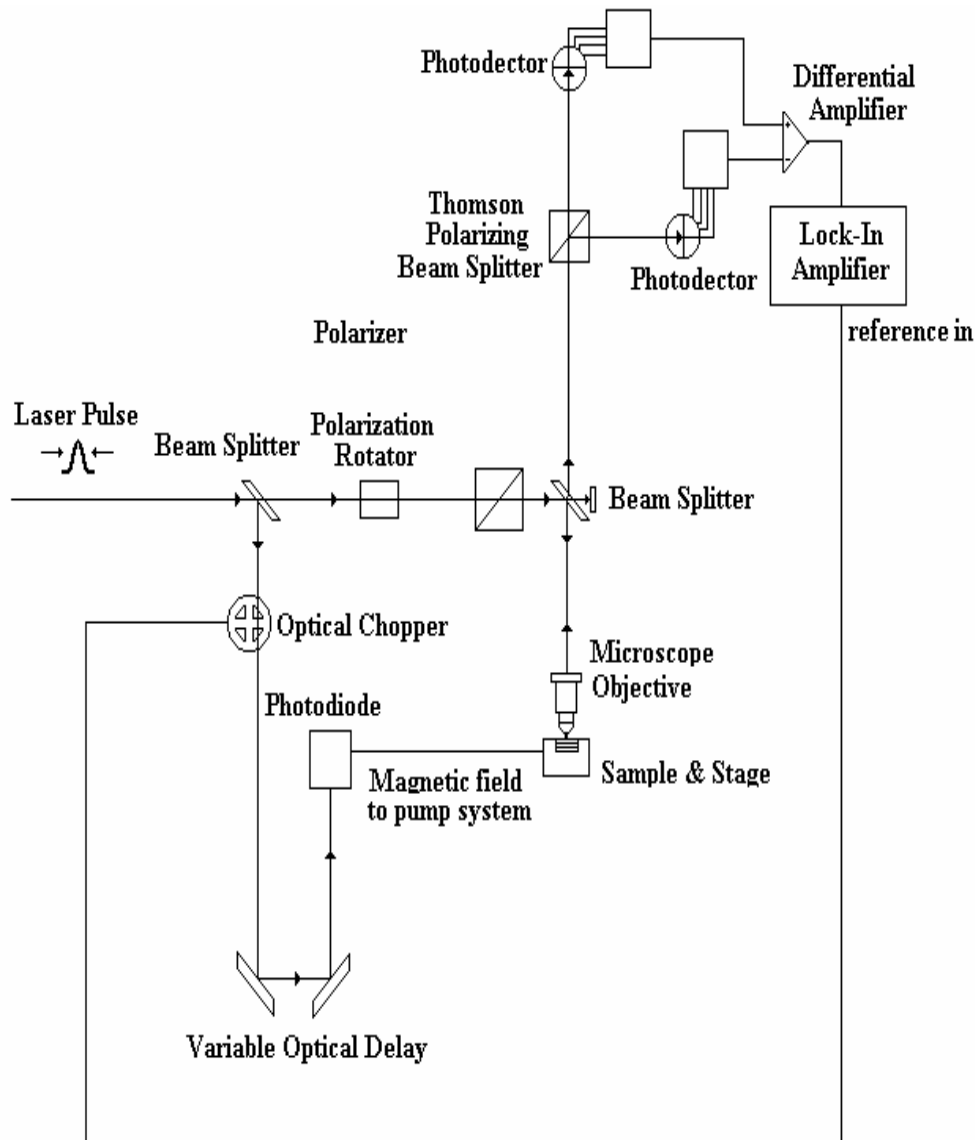 Photodector
Differential
Amplifier
Thomson
Polarizing
Beam Splitter
+
-
Photodector
Lock-In
Amplifier
reference in
Polarizer
Laser Pulse
Beam Splitter
Polarization
Rotator
Beam Splitter
Optical Chopper
Microscope
Objective
Photodiode
Magnetic field
to pump system
Sample & Stage
Variable Optical Delay